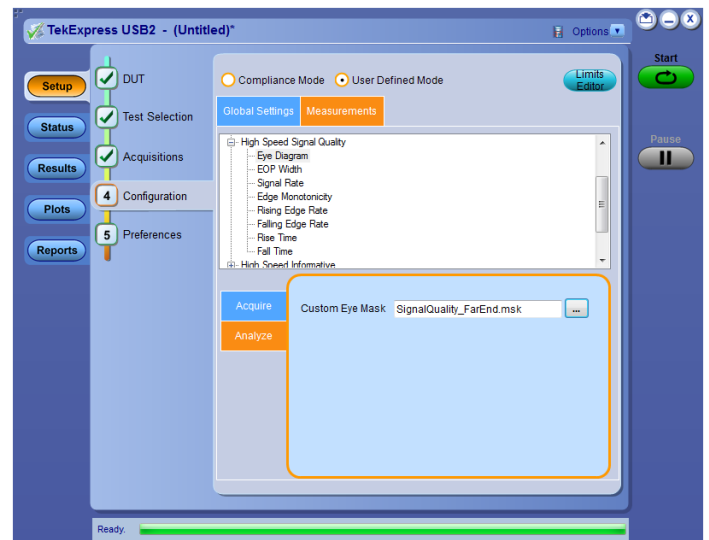 TekExpress USB2 - (Untitled)*
Options
Start
Pause
Setup
Status
Results
Plots
Reports
DUT
Test Selection
Acquisitions
4 Configuration
5 Preferences
Compliance Mode
User Defined Mode
Limits
Editor
Global Settings
Measurements
High Speed Signal Quality
Eye Diagram
EOP Width
Signal Rate
Edge Monotonicity
Rising Edge Rate
Falling Edge Rate
Rise Time
Fall Time
High Speed Informative
Acquire
Analyze
Custom Eye Mask
SignalQuality_FarEnd.msk
...
Ready.